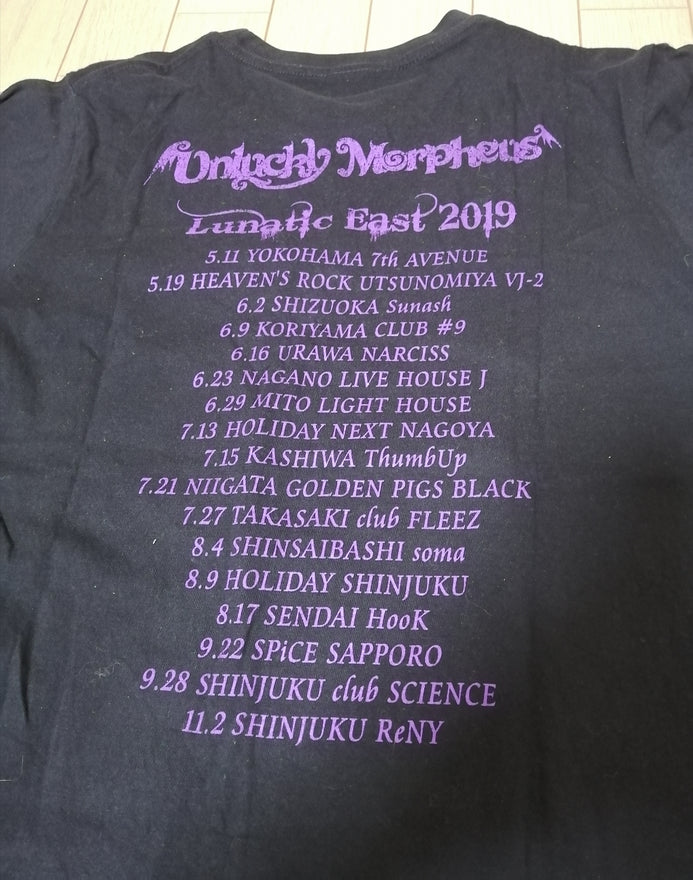 Unlucky Morpheus
Lunatic East 2019
5.11 YOKOHAMA 7th AVENUE
5.19 HEAVEN'S ROCK UTSUNOMIYA VJ-2
6.2 SHIZUOKA Sunash
6.9 KORIYAMA CLUB #9
6.16 URAWA NARCISS
6.23 NAGANO LIVE HOUSE J
6.29 MITO LIGHT HOUSE
7.13 HOLIDAY NEXT NAGOYA
7.15 KASHIWA ThumbUp
7.21 NIIGATA GOLDEN PIGS BLACK
7.27 TAKASAKI club FLEEZ
8.4 SHINSAIBASHI soma
8.9 HOLIDAY SHINJUKU
8.17 SENDAI HooK
9.22 SPiCE SAPPORO
9.28 SHINJUKU club SCIENCE
11.2 SHINJUKU ReNY